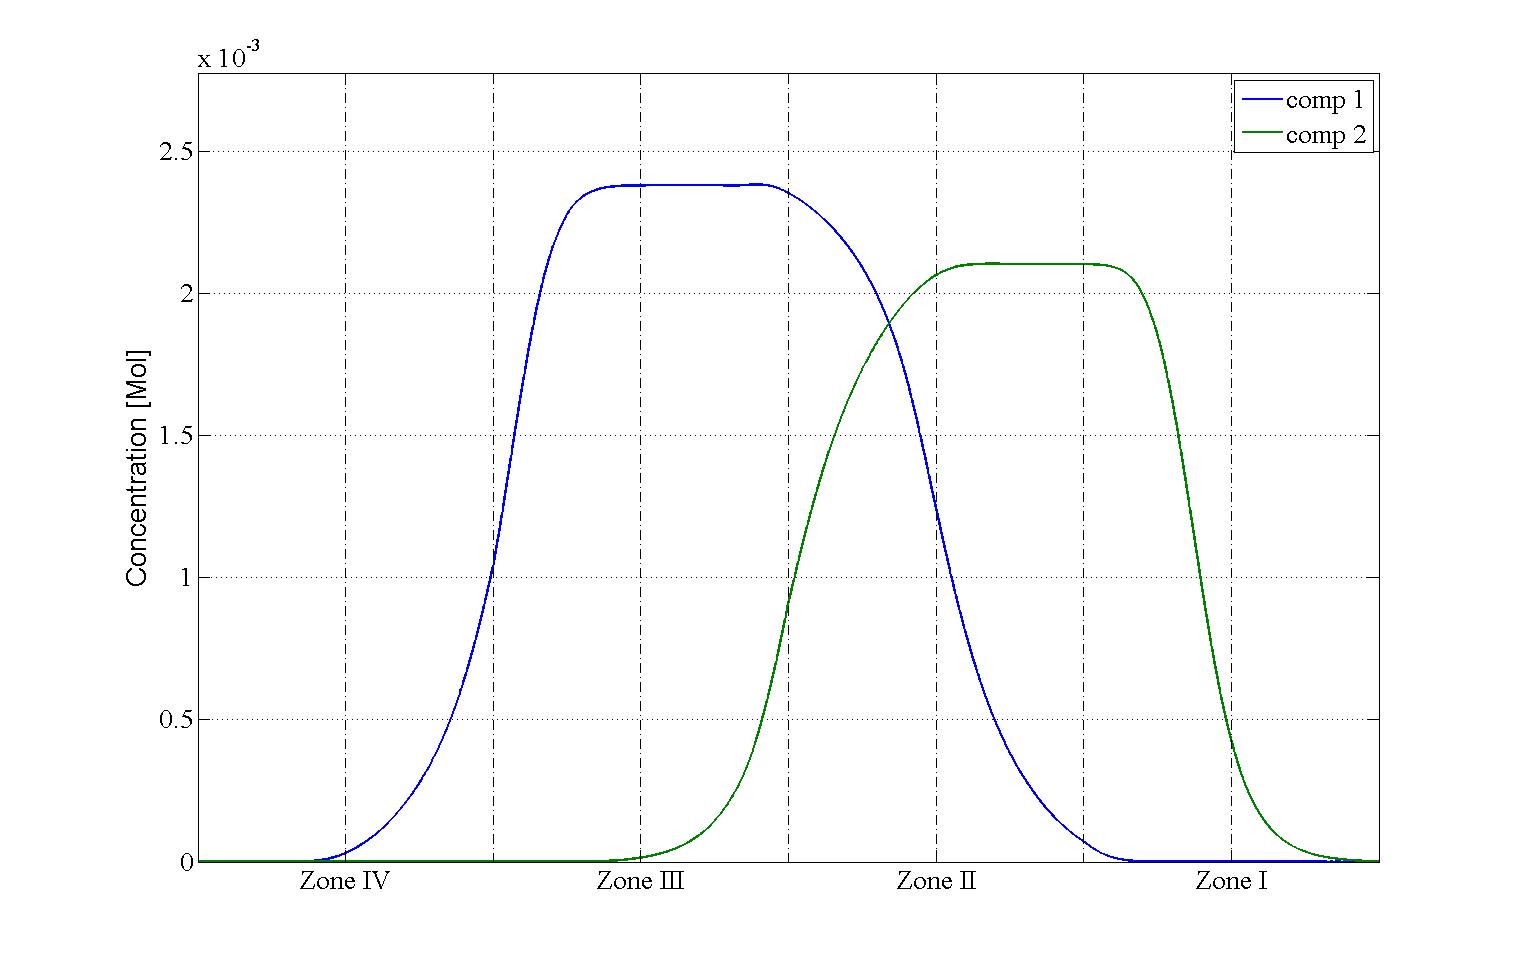 x 10^-3
comp 1
comp 2
2.5
2
1.5
1
0.5
0
Concentration [Mol]
Zone IV
Zone III
Zone II
Zone I